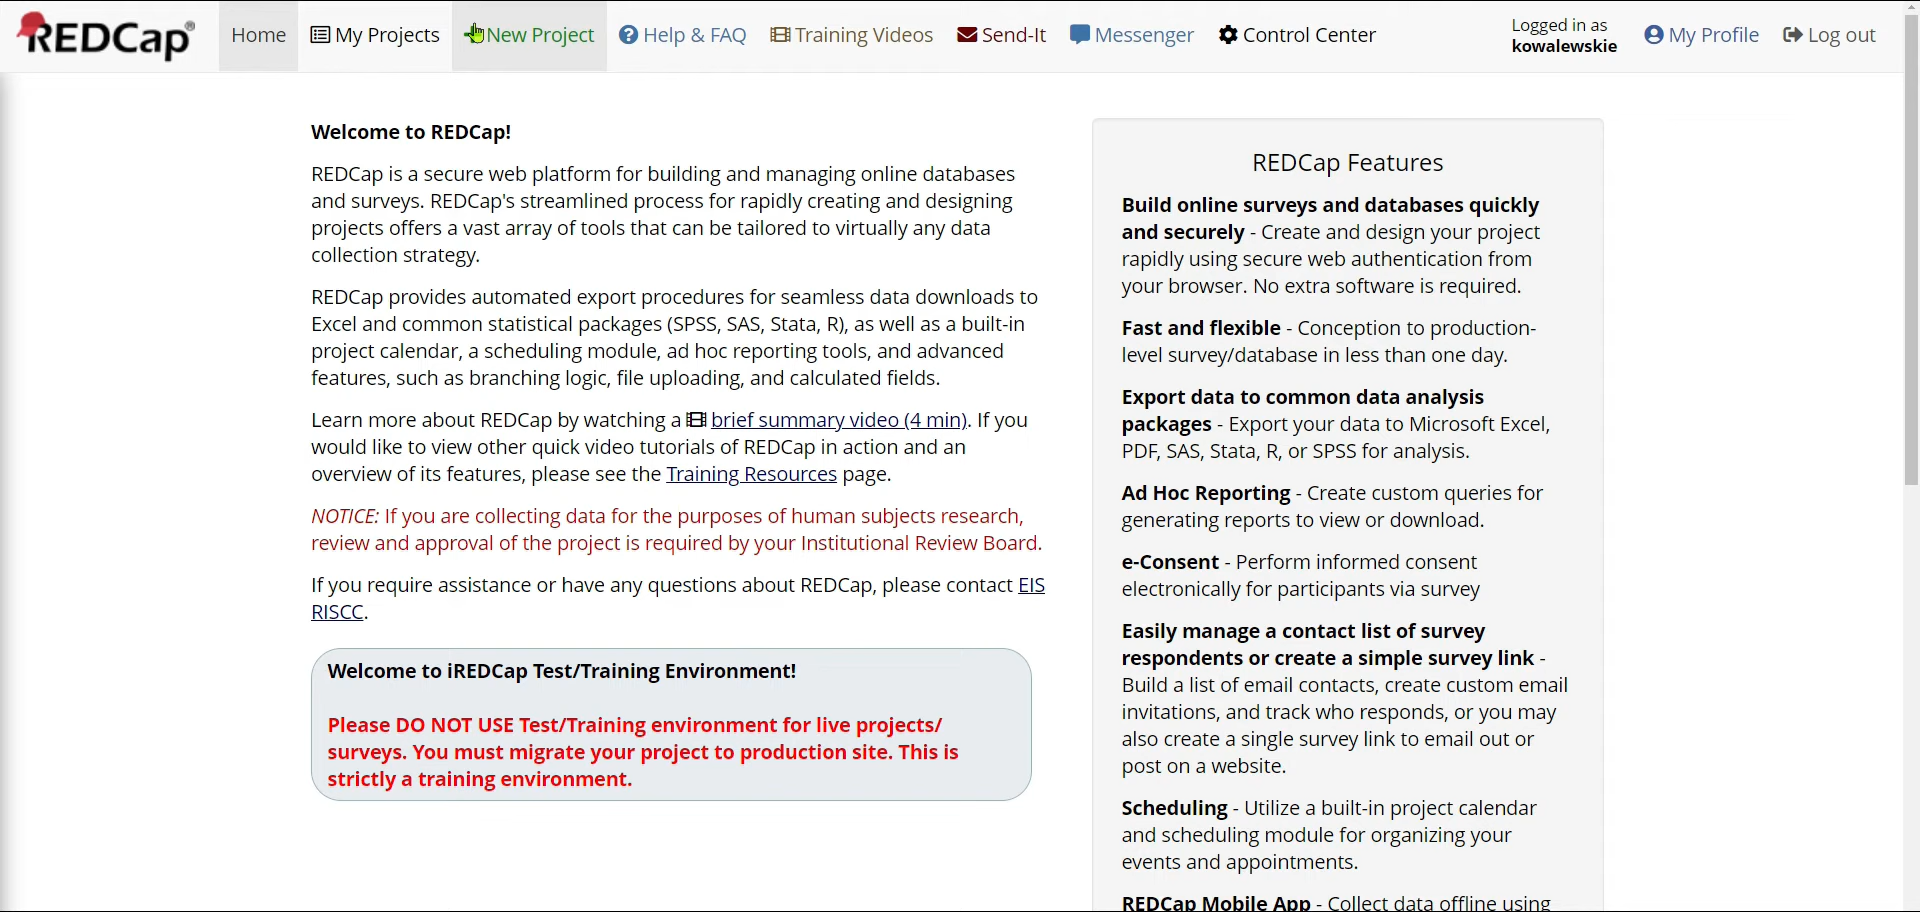 REDCap®
Home
My Projects
New Project
Help & FAQ
Training Videos
Send-It
Messenger
Control Center
Logged in as
kowalewskie
My Profile
Log out
Welcome to REDCap!
REDCap is a secure web platform for building and managing online databases
and surveys. REDCap's streamlined process for rapidly creating and designing
projects offers a vast array of tools that can be tailored to virtually any data
collection strategy.
REDCap provides automated export procedures for seamless data downloads to
Excel and common statistical packages (SPSS, SAS, Stata, R), as well as a built-in
project calendar, a scheduling module, ad hoc reporting tools, and advanced
features, such as branching logic, file uploading, and calculated fields.
Learn more about REDCap by watching a brief summary video (4 min). If you
would like to view other quick video tutorials of REDCap in action and an
overview of its features, please see the Training Resources page.
NOTICE: If you are collecting data for the purposes of human subjects research,
review and approval of the project is required by your Institutional Review Board.
If you require assistance or have any questions about REDCap, please contact EIS
RISCC.
Welcome to iREDCap Test/Training Environment!
Please DO NOT USE Test/Training environment for live projects/
surveys. You must migrate your project to production site. This is
strictly a training environment.
REDCap Features
Build online surveys and databases quickly
and securely - Create and design your project
rapidly using secure web authentication from
your browser. No extra software is required.
Fast and flexible - Conception to production-
level survey/database in less than one day.
Export data to common data analysis
packages - Export your data to Microsoft Excel,
PDF, SAS, Stata, R, or SPSS for analysis.
Ad Hoc Reporting - Create custom queries for
generating reports to view or download.
e-Consent - Perform informed consent
electronically for participants via survey
Easily manage a contact list of survey
respondents or create a simple survey link -
Build a list of email contacts, create custom email
invitations, and track who responds, or you may
also create a single survey link to email out or
post on a website.
Scheduling - Utilize a built-in project calendar
and scheduling module for organizing your
events and appointments.
REDCap Mobile App - Collect data offline using